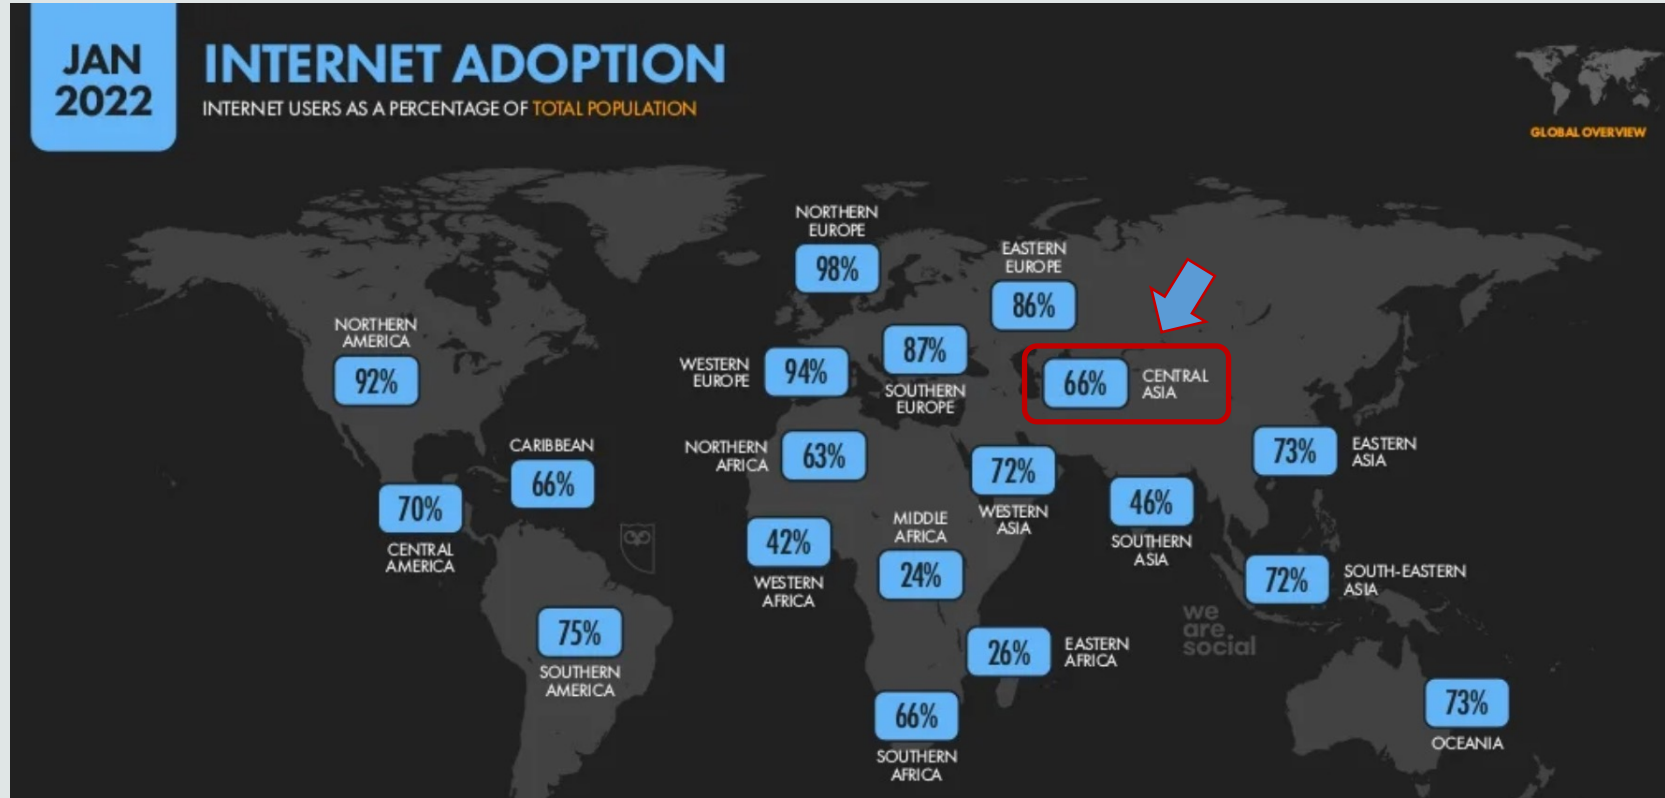 JAN
2022
INTERNET ADOPTION
INTERNET USERS AS A PERCENTAGE OF TOTAL POPULATION
GLOBAL OVERVIEW
NORTHERN
EUROPE
98%
EASTERN
EUROPE
86%
NORTHERN
AMERICA
92%
WESTERN
EUROPE
94%
87%
SOUTHERN
EUROPE
66%
CENTRAL
ASIA
CARIBBEAN
66%
NORTHERN
AFRICA
63%
72%
WESTERN
ASIA
73%
EASTERN
ASIA
70%
CENTRAL
AMERICA
42%
WESTERN
AFRICA
MIDDLE
AFRICA
24%
46%
SOUTHERN
ASIA
72%
SOUTH-EASTERN
ASIA
we
are
social
75%
SOUTHERN
AMERICA
26%
EASTERN
AFRICA
66%
SOUTHERN
AFRICA
73%
OCEANIA